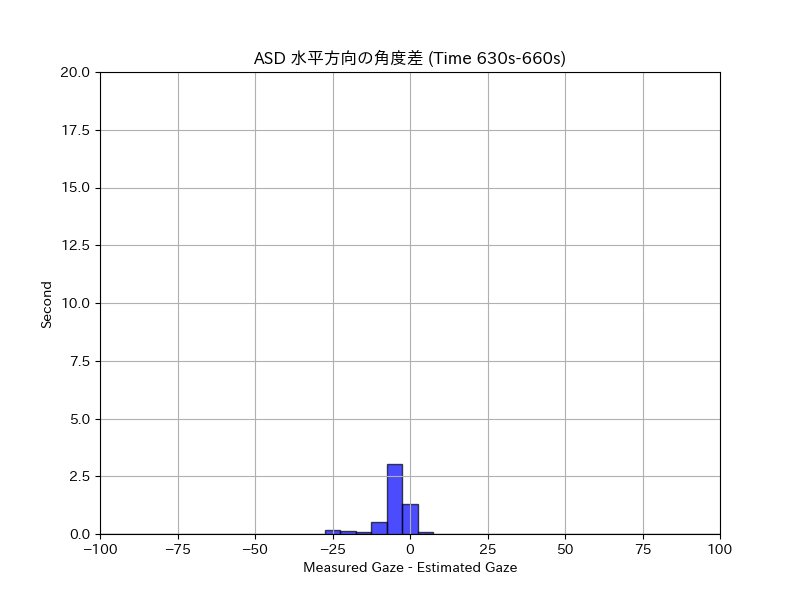 ASD 水平方向の角度差 (Time 630s-660s)
20.0
17.5
15.0
12.5
10.0
7.5
5.0
2.5
0.0
Second
−100 −75 −50 −25 0 25 50 75 100
Measured Gaze - Estimated Gaze